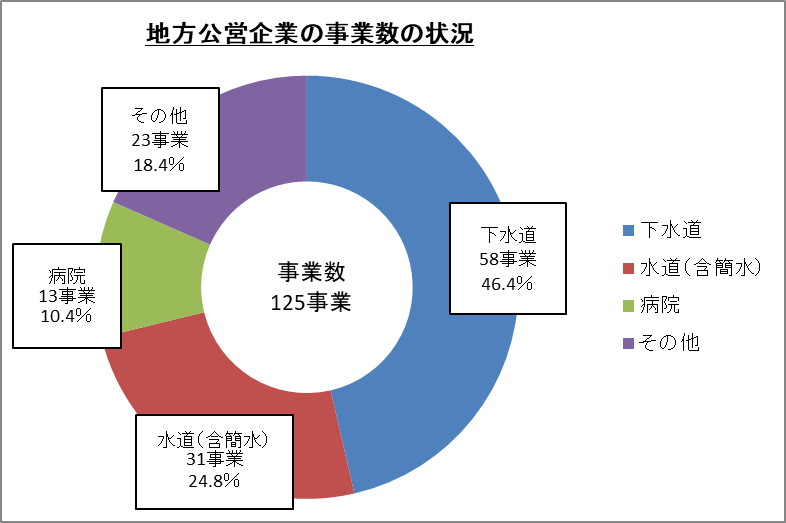 地方公営企業の事業数の状況
その他
23事業
18.4%
下水道
58事業
46.4%
病院
13事業
10.4%
事業数
125事業
水道(含簡水)
31事業
24.8%
下水道
水道(含簡水)
病院
その他